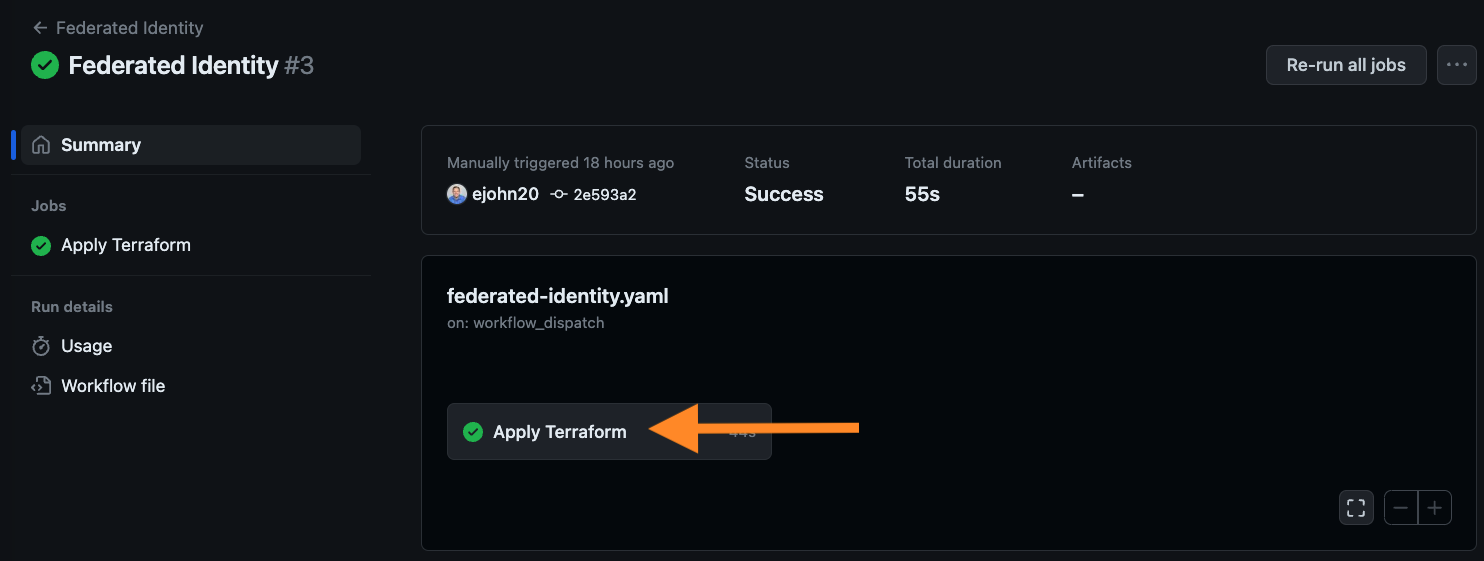 Federated Identity
Federated Identity #3
Re-run all jobs
Summary
Jobs
Apply Terraform
Run details
Usage
Workflow file
Manually triggered 18 hours ago
ejohn20 2e593a2
Status
Success
Total duration
55s
Artifacts
–
federated-identity.yaml
on: workflow_dispatch
Apply Terraform 44s